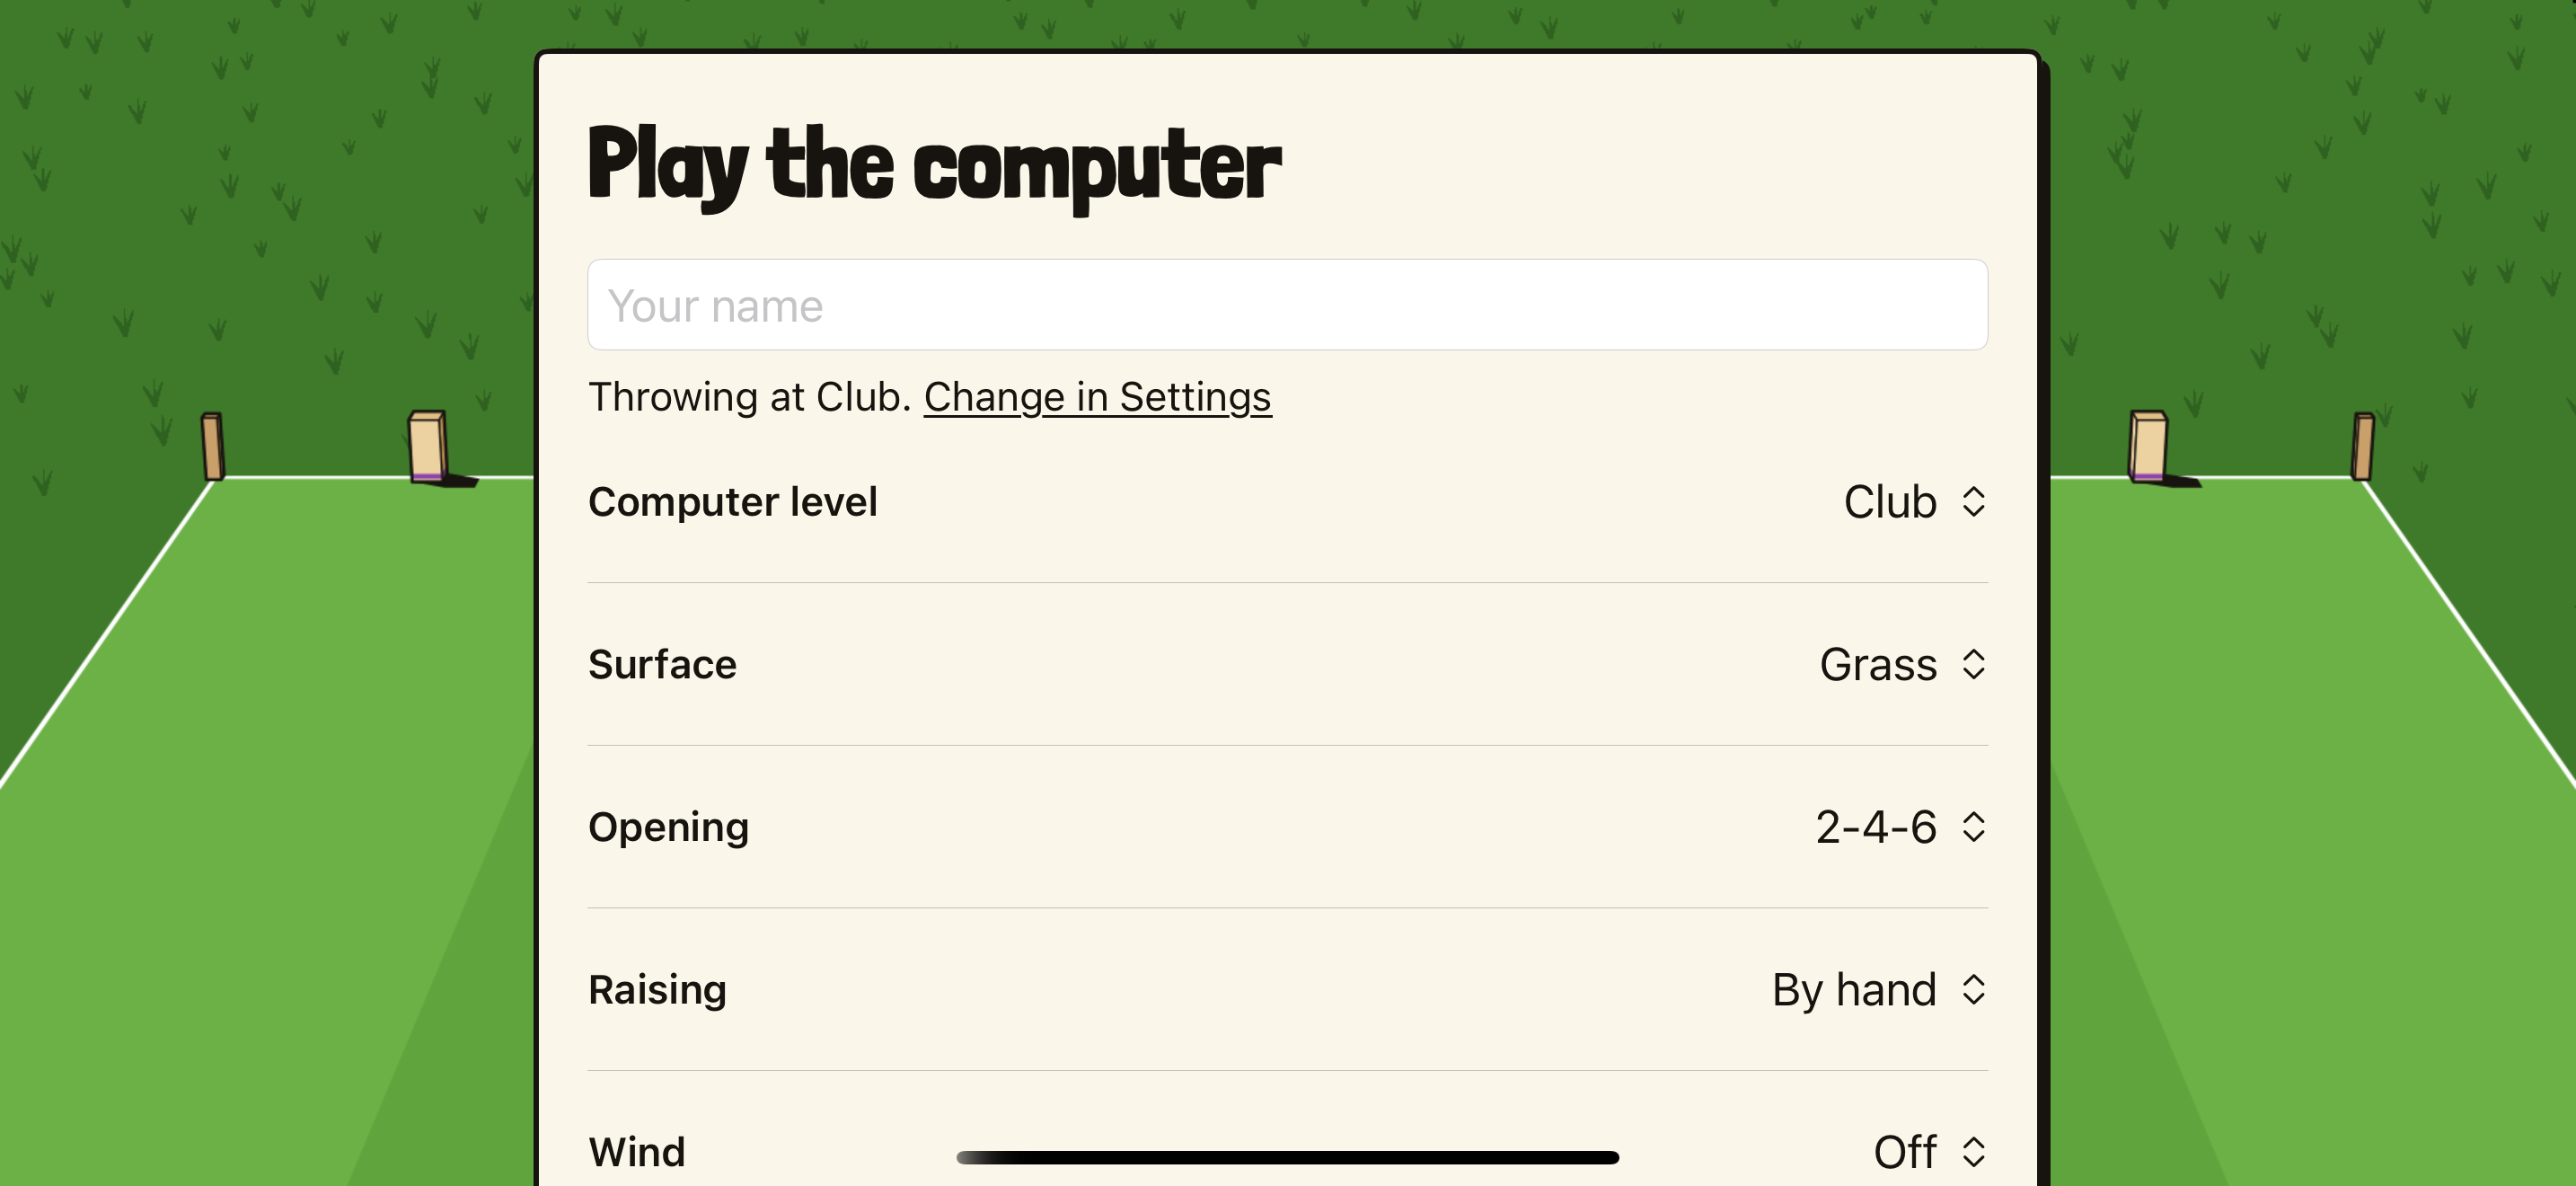 Play the computer
Your name
Throwing at Club. Change in Settings
Computer level Club
Surface Grass
Opening 2-4-6
Raising By hand
Wind Off